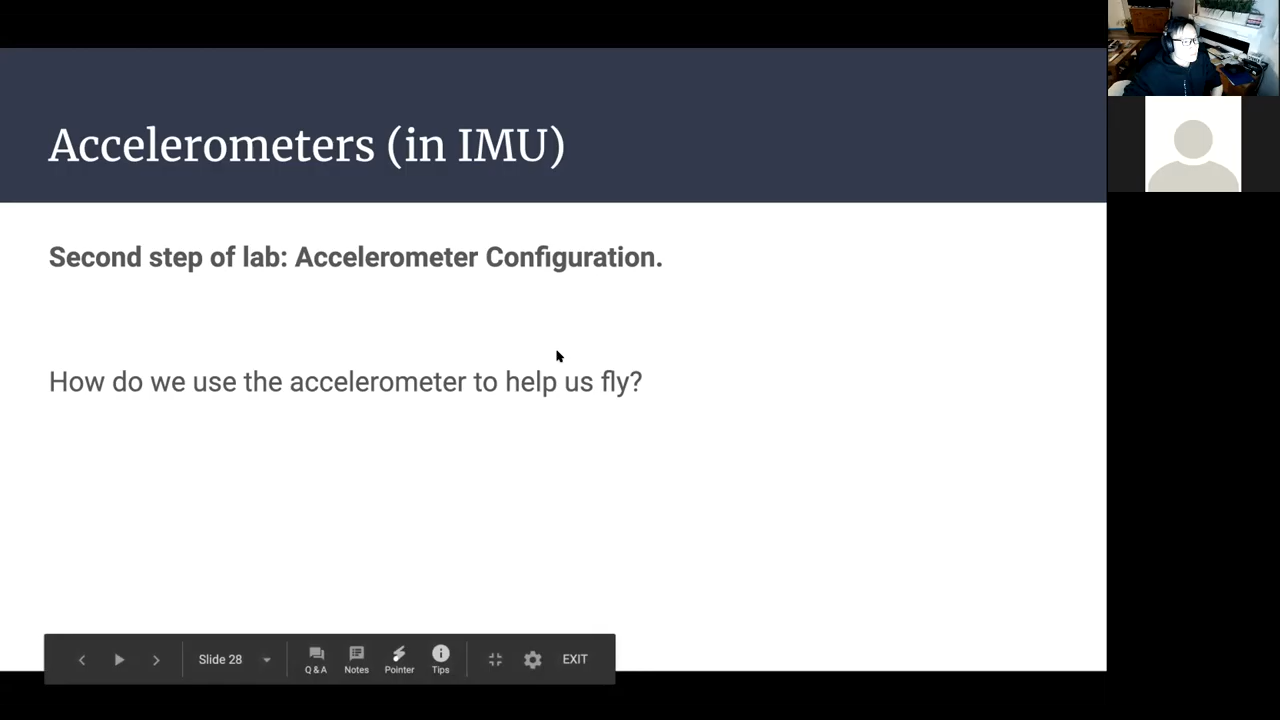 Accelerometers (in IMU)
Second step of lab: Accelerometer Configuration.
How do we use the accelerometer to help us fly?
Slide 28
Q & A
Notes
Pointer
Tips
EXIT